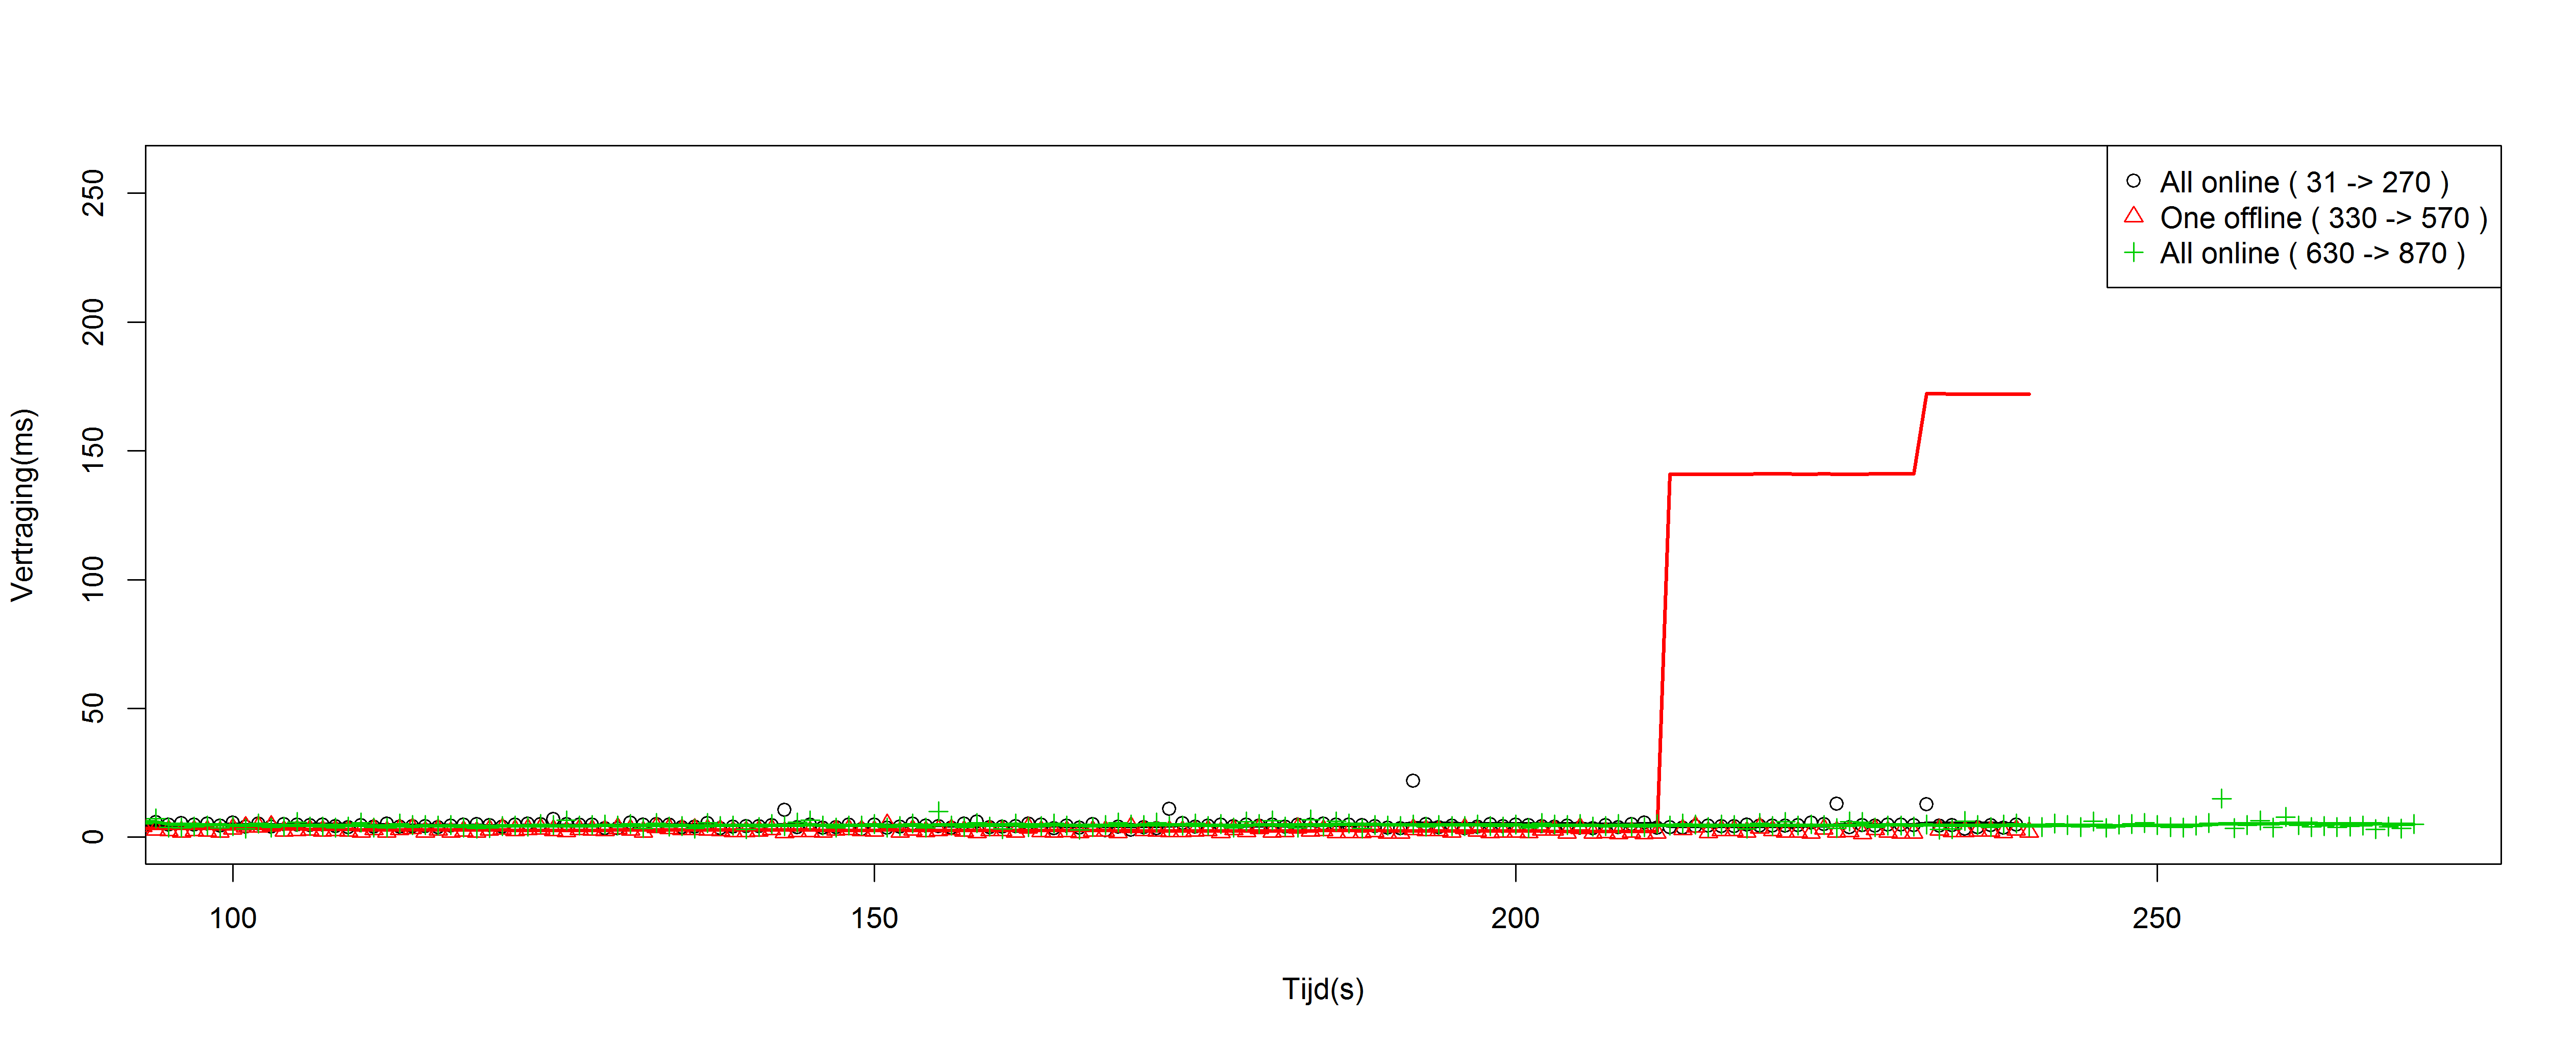 All online ( 31 -> 270 )
One offline ( 330 -> 570 )
All online ( 630 -> 870 )
Vertraging(ms)
250
200
150
100
50
0
100
150
200
250
Tijd(s)